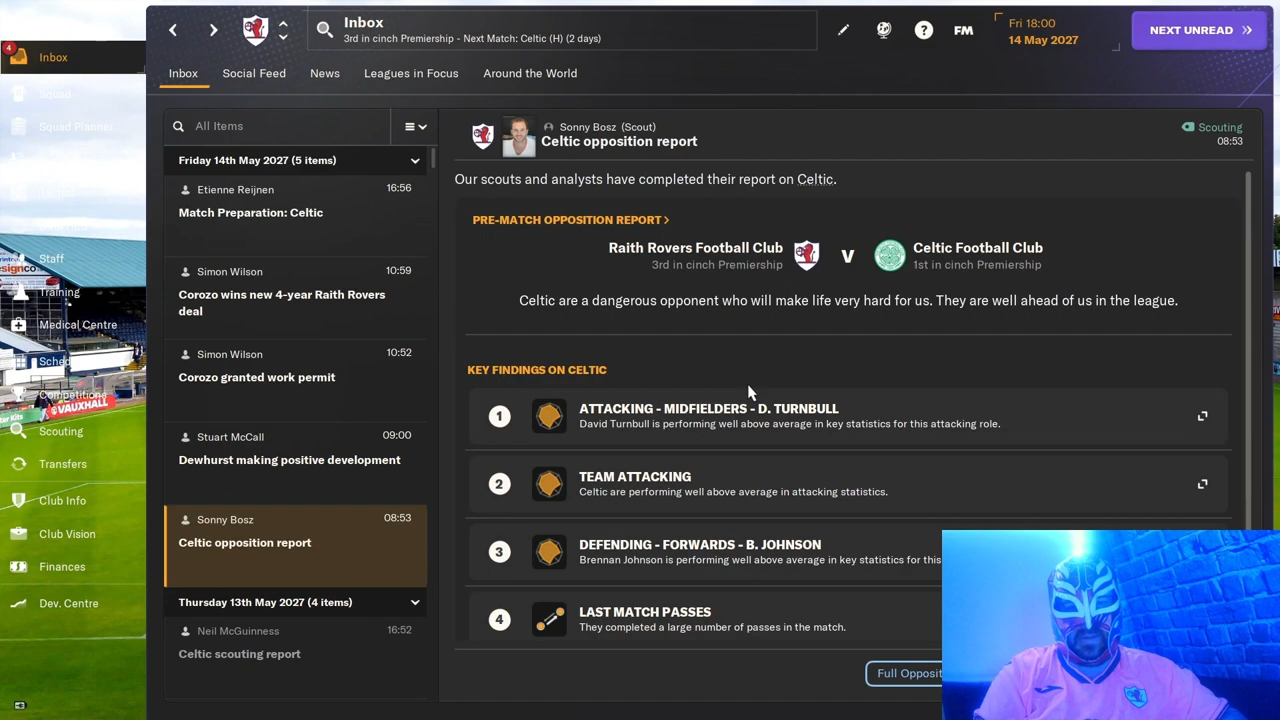 4
Inbox
Squad
Squad Planner
Staff
Training
Medical Centre
Sched
Competitions
Scouting
Transfers
Club Info
Club Vision
Finances
Dev. Centre
VAUXHALL
Inbox
3rd in cinch Premiership - Next Match: Celtic (H) (2 days)
?
FM
Fri 18:00
14 May 2027
NEXT UNREAD
Inbox
Social Feed
News
Leagues in Focus
Around the World
All Items
Friday 14th May 2027 (5 items)
Etienne Reijnen
16:56
Match Preparation: Celtic
Simon Wilson
10:59
Corozo wins new 4-year Raith Rovers
deal
Simon Wilson
10:52
Corozo granted work permit
Stuart McCall
09:00
Dewhurst making positive development
Sonny Bosz
08:53
Celtic opposition report
Thursday 13th May 2027 (4 items)
Neil McGuinness
16:52
Celtic scouting report
Sonny Bosz (Scout)
Celtic opposition report
Scouting
08:53
Our scouts and analysts have completed their report on Celtic.
PRE-MATCH OPPOSITION REPORT >
Raith Rovers Football Club
3rd in cinch Premiership
V
Celtic Football Club
1st in cinch Premiership
Celtic are a dangerous opponent who will make life very hard for us. They are well ahead of us in the league.
KEY FINDINGS ON CELTIC
1
ATTACKING - MIDFIELDERS - D. TURNBULL
David Turnbull is performing well above average in key statistics for this attacking role.
2
TEAM ATTACKING
Celtic are performing well above average in attacking statistics.
3
DEFENDING - FORWARDS - B. JOHNSON
Brennan Johnson is performing well above average in key statistics for this
4
LAST MATCH PASSES
They completed a large number of passes in the match.
Full Opposit